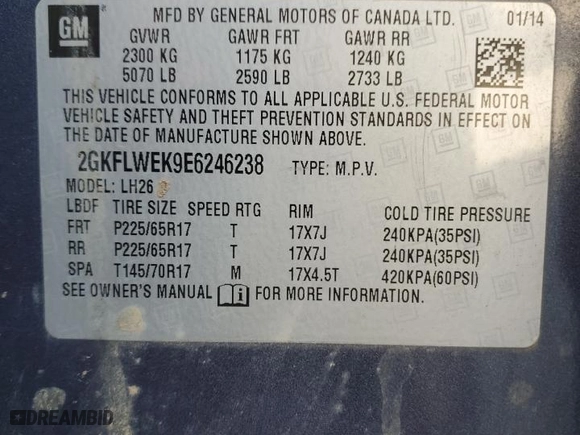 GM
MFD BY GENERAL MOTORS OF CANADA LTD. 01/14
GVWR GAWR FRT GAWR RR
2300 KG 1175 KG 1240 KG
5070 LB 2590 LB 2733 LB
THIS VEHICLE CONFORMS TO ALL APPLICABLE U.S. FEDERAL MOTOR
VEHICLE SAFETY AND THEFT PREVENTION STANDARDS IN EFFECT ON
THE DATE OF MANUFACTURE SHOWN ABOVE.
2GKFLWEK9E6246238 TYPE: M.P.V.
MODEL: LH26
LBDF TIRE SIZE SPEED RTG RIM COLD TIRE PRESSURE
FRT P225/65R17 T 17X7J 240KPA(35PSI)
RR P225/65R17 T 17X7J 240KPA(35PSI)
SPA T145/70R17 M 17X4.5T 420KPA(60PSI)
SEE OWNER'S MANUAL i FOR MORE INFORMATION.
DREAMBID